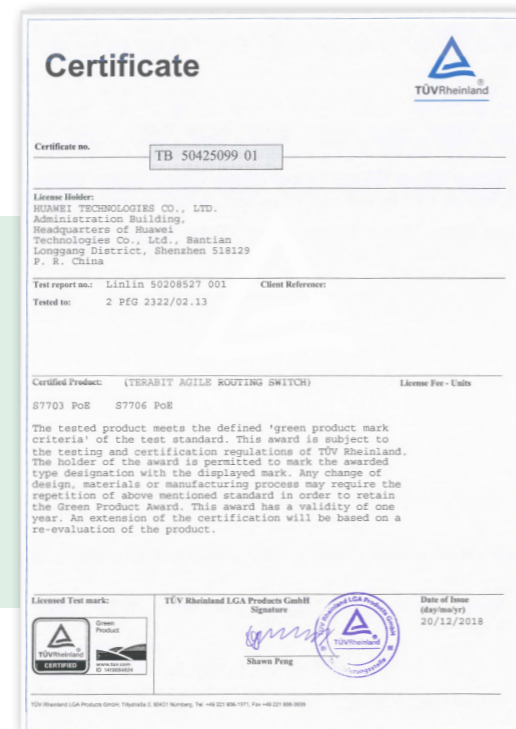 Certificate
TÜVRheinland®
Certificate no.
TB 50425099 01
License Holder:
HUAWEI TECHNOLOGIES CO., LTD.
Administration Building,
Headquarters of Huawei
Technologies Co., Ltd., Bantian
Longgang District, Shenzhen 518129
P. R. China
Test report no.: Linlin 50208527 001 Client Reference:
Tested to: 2 PfG 2322/02.13
Certified Product: (TERABIT AGILE ROUTING SWITCH) License Fee - Units
S7703 PoE S7706 PoE
The tested product meets the defined 'green product mark
criteria' of the test standard. This award is subject to
the testing and certification regulations of TÜV Rheinland.
The holder of the award is permitted to mark the awarded
type designation with the displayed mark. Any change of
design, materials or manufacturing process may require the
repetition of above mentioned standard in order to retain
the Green Product Award. This award has a validity of one
year. An extension of the certification will be based on a
re-evaluation of the product.
Licensed Test mark:
TÜVRheinland
CERTIFIED
Green
Product
www.tuv.com
TÜV Rheinland LGA Products GmbH
Signature
Shawn Peng
TÜVRheinland
Date of Issue
(day/mo/yr)
20/12/2018
TÜV Rheinland LGA Products GmbH, Tillystraße 2, 90431 Nürnberg,